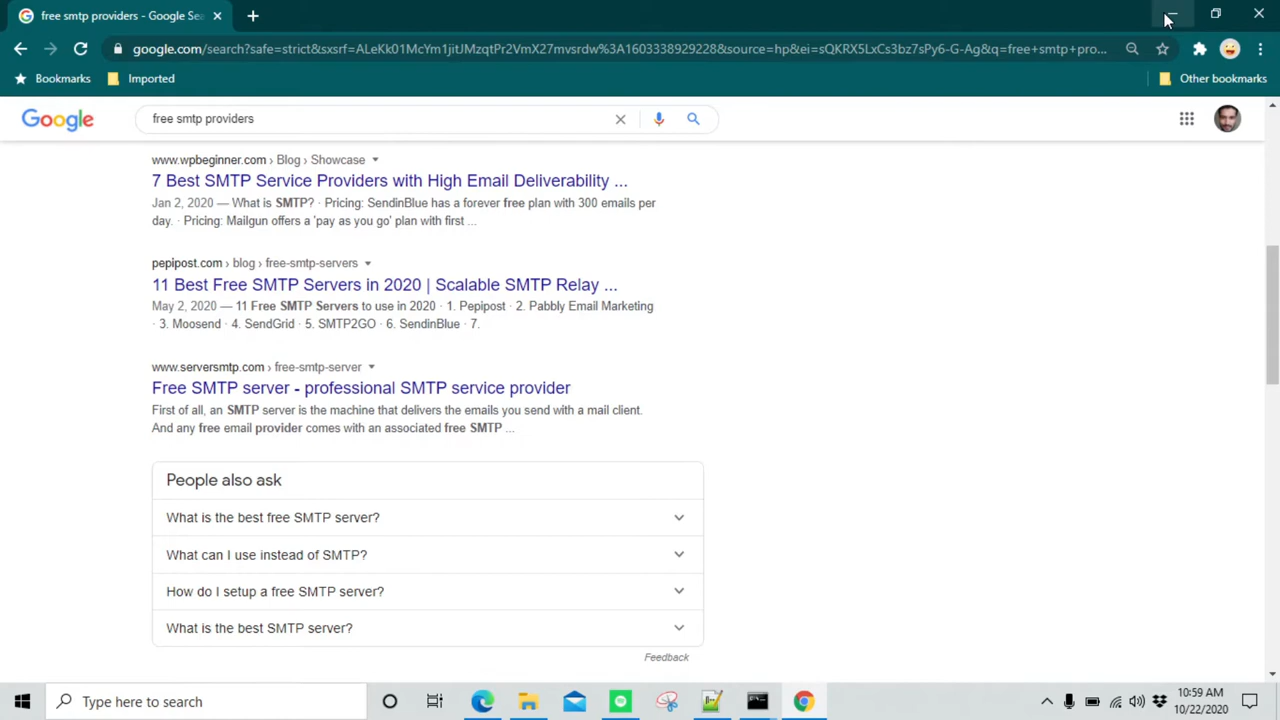 free smtp providers - Google Sea
google.com/search?safe=strict&sxsrf=ALeKk01McYm1jitJMzqtPr2VmX27mvsrdw%3A1603338929228&source=hp&ei=sQKRX5LxCs3bz7sPy6-G-Ag&q=free+smtp+pro...
Bookmarks
Imported
Other bookmarks
Google
free smtp providers
www.wpbeginner.com › Blog › Showcase
7 Best SMTP Service Providers with High Email Deliverability ...
Jan 2, 2020 — What is SMTP? · Pricing: SendinBlue has a forever free plan with 300 emails per
day. · Pricing: Mailgun offers a 'pay as you go' plan with first ...
pepipost.com › blog › free-smtp-servers
11 Best Free SMTP Servers in 2020 | Scalable SMTP Relay ...
May 2, 2020 — 11 Free SMTP Servers to use in 2020 · 1. Pepipost · 2. Pabbly Email Marketing
· 3. Moosend · 4. SendGrid · 5. SMTP2GO · 6. SendinBlue · 7.
www.serversmtp.com › free-smtp-server
Free SMTP server - professional SMTP service provider
First of all, an SMTP server is the machine that delivers the emails you send with a mail client.
And any free email provider comes with an associated free SMTP ...
People also ask
What is the best free SMTP server?
What can I use instead of SMTP?
How do I setup a free SMTP server?
What is the best SMTP server?
Feedback
Type here to search
10:59 AM
10/22/2020